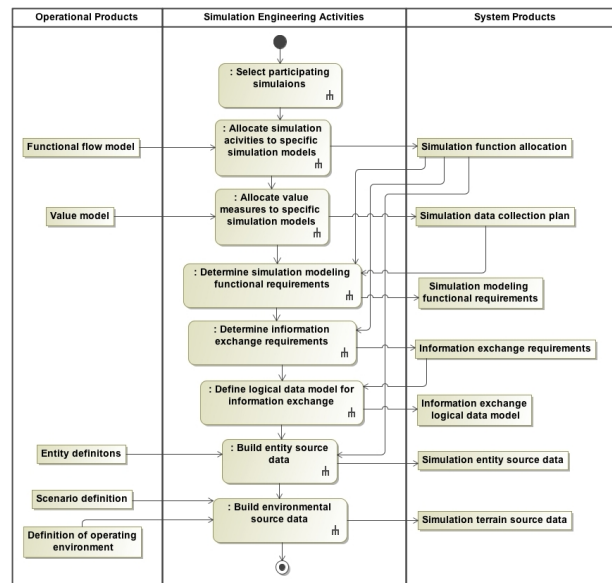 Operational Products
Simulation Engineering Activities
System Products
: Select participating
simulaions
: Allocate simulation
acivities to specific
simulation models
Functional flow model
Simulation function allocation
: Allocate value
measures to specific
simulation models
Value model
Simulation data collection plan
: Determine simulation modeling
functional requirements
Simulation modeling
functional requirements
: Determine iniformation
exchange requirements
Information exchange requirements
: Define logical data model for
information exchange
Information exchange
logical data model
: Build entity source
data
Entity definitons
Simulation entity source data
Scenario definition
: Build environmental
source data
Definition of operating
environment
Simulation terrain source data